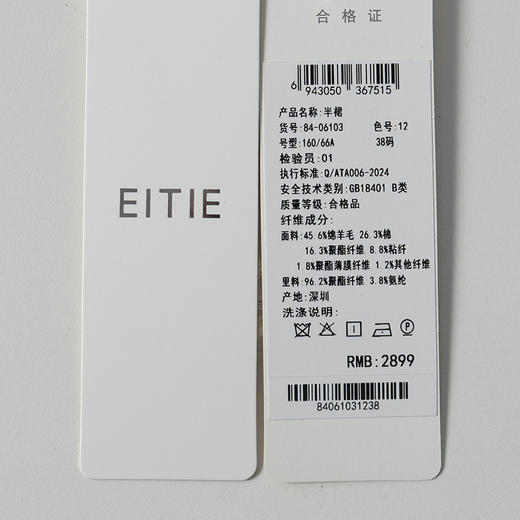 EITIE
合格证
6 943050 367515
产品名称:半裙
货号:84-06103 色号:12
号型:160/66A 38码
检验员:01
执行标准:Q/ATA006-2024
安全技术类别:GB18401 B类
质量等级:合格品
纤维成分:
面料:45.6%绵羊毛 26.3%棉
16.3%聚酯纤维 8.8%粘纤
1.8%聚酯薄膜纤维 1.2%其他纤维
里料:96.2%聚酯纤维 3.8%氨纶
产地:深圳
洗涤说明:
P
RMB:2899
84061031238